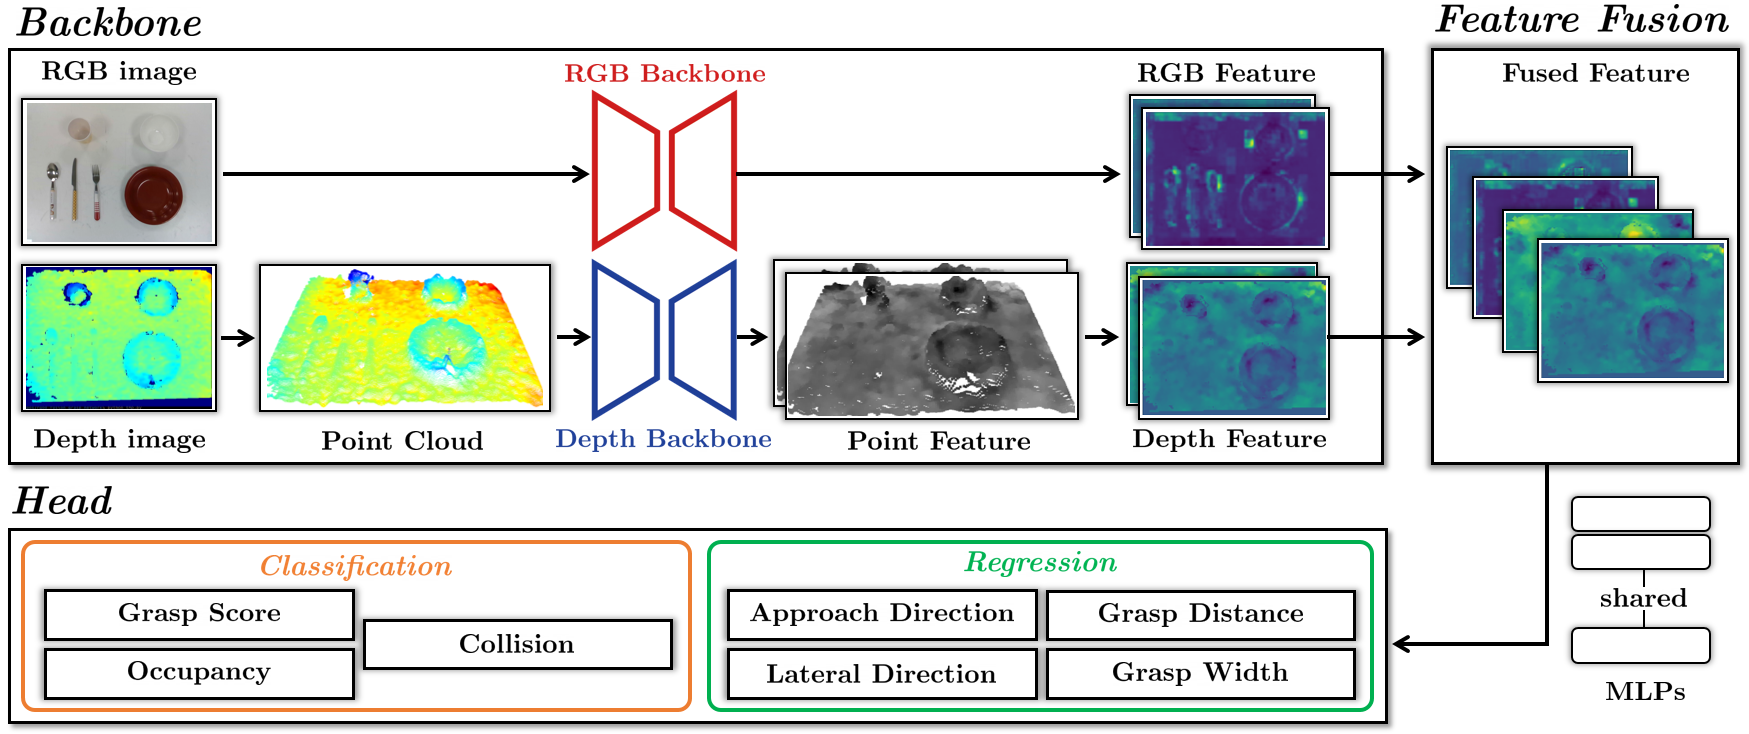 Backbone
Feature Fusion
RGB image
RGB Backbone
RGB Feature
Fused Feature
Depth image
Point Cloud
Depth Backbone
Point Feature
Depth Feature
Head
Classification
Grasp Score
Occupancy
Collision
Regression
Approach Direction
Grasp Distance
Lateral Direction
Grasp Width
shared
MLPs